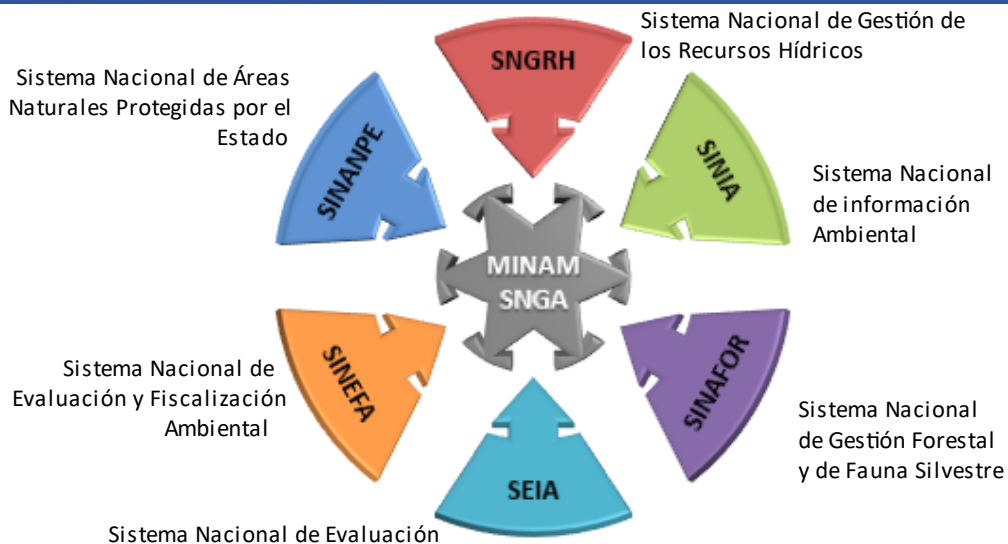 Sistema Nacional de Gestión de
los Recursos Hídricos
SNGRH
Sistema Nacional de Áreas
Naturales Protegidas por el
Estado
SINANPE
SINIA
Sistema Nacional
de información
Ambiental
MINAM
SNGA
SINEFA
Sistema Nacional de
Evaluación y Fiscalización
Ambiental
SINAFOR
Sistema Nacional
de Gestión Forestal
y de Fauna Silvestre
SEIA
Sistema Nacional de Evaluación